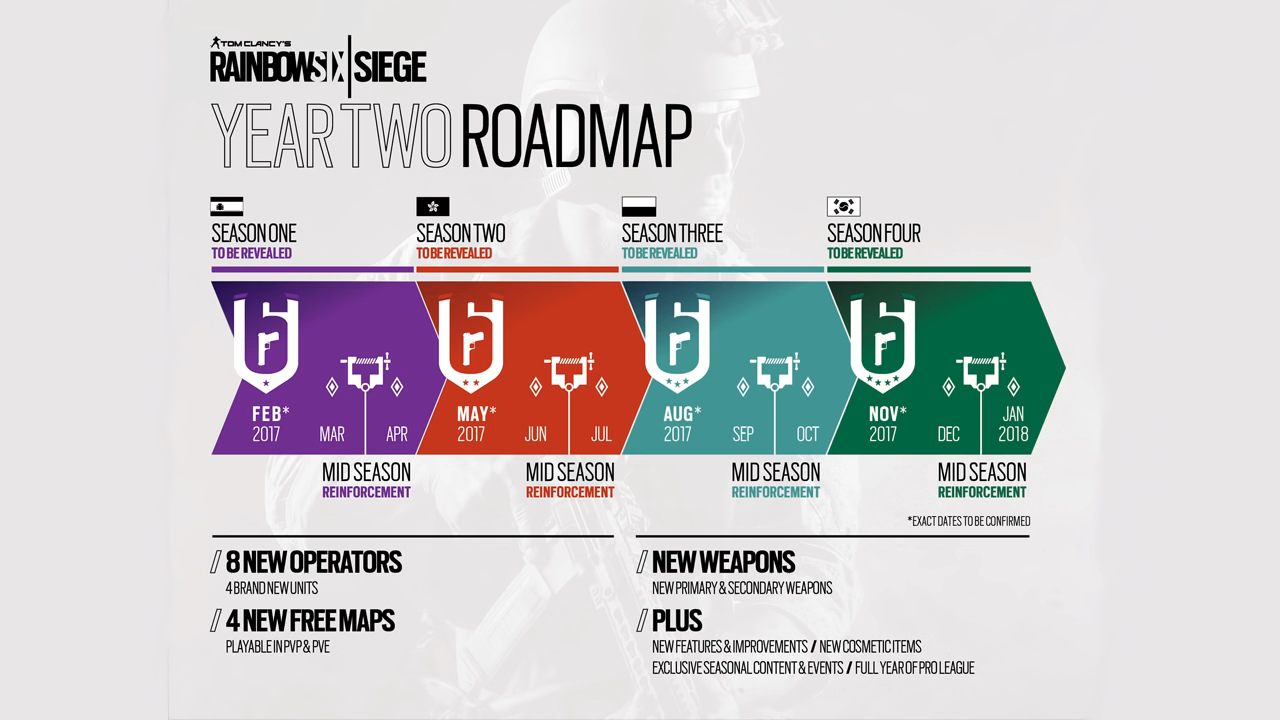 TOM CLANCY'S
RAINBOWSIX|SIEGE
YEAR TWO ROADMAP
SEASON ONE
TO BE REVEALED
SEASON TWO
TO BE REVEALED
SEASON THREE
TO BE REVEALED
SEASON FOUR
TO BE REVEALED
FEB*
2017
MAR
APR
MAY*
2017
JUN
JUL
AUG*
2017
SEP
OCT
NOV*
2017
DEC
JAN
2018
MID SEASON
REINFORCEMENT
MID SEASON
REINFORCEMENT
MID SEASON
REINFORCEMENT
MID SEASON
REINFORCEMENT
*EXACT DATES TO BE CONFIRMED
// 8 NEW OPERATORS
4 BRAND NEW UNITS
// 4 NEW FREE MAPS
PLAYABLE IN PVP & PVE
// NEW WEAPONS
NEW PRIMARY & SECONDARY WEAPONS
// PLUS
NEW FEATURES & IMPROVEMENTS / NEW COSMETIC ITEMS
EXCLUSIVE SEASONAL CONTENT & EVENTS / FULL YEAR OF PRO LEAGUE